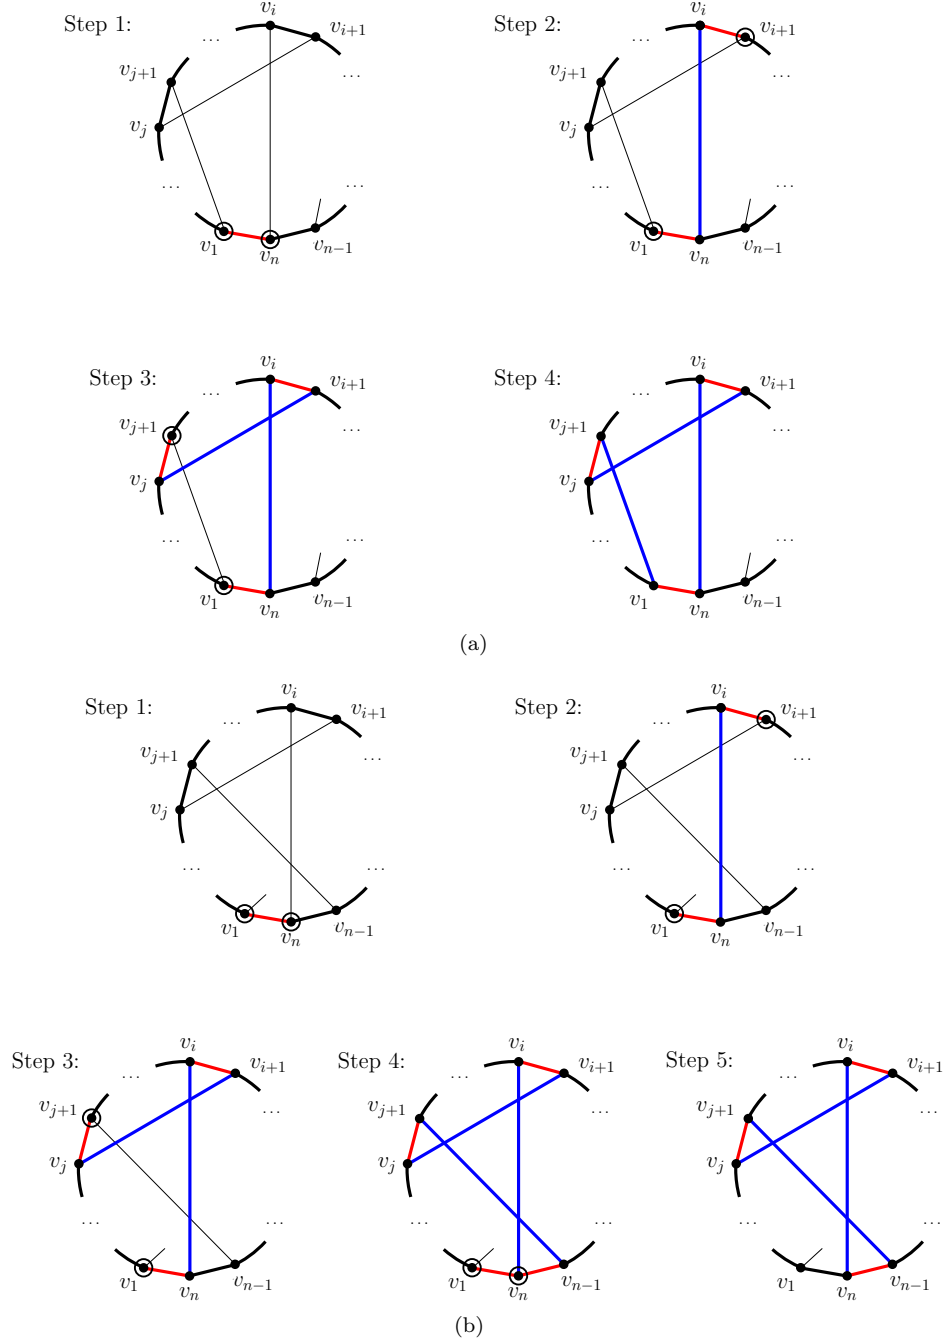 Step 1:
v_i
v_{i+1}
...
...
v_{j+1}
v_j
...
...
v_1
v_n
v_{n-1}
Step 2:
v_i
v_{i+1}
...
...
v_{j+1}
v_j
...
...
v_1
v_n
v_{n-1}
Step 3:
v_i
v_{i+1}
...
...
v_{j+1}
v_j
...
...
v_1
v_n
v_{n-1}
Step 4:
v_i
v_{i+1}
...
...
v_{j+1}
v_j
...
...
v_1
v_n
v_{n-1}
(a)
Step 1:
v_i
v_{i+1}
...
...
v_{j+1}
v_j
...
...
v_1
v_n
v_{n-1}
Step 2:
v_i
v_{i+1}
...
...
v_{j+1}
v_j
...
...
v_1
v_n
v_{n-1}
Step 3:
v_i
v_{i+1}
...
...
v_{j+1}
v_j
...
...
v_1
v_n
v_{n-1}
Step 4:
v_i
v_{i+1}
...
...
v_{j+1}
v_j
...
...
v_1
v_n
v_{n-1}
Step 5:
v_i
v_{i+1}
...
...
v_{j+1}
v_j
...
...
v_1
v_n
v_{n-1}
(b)